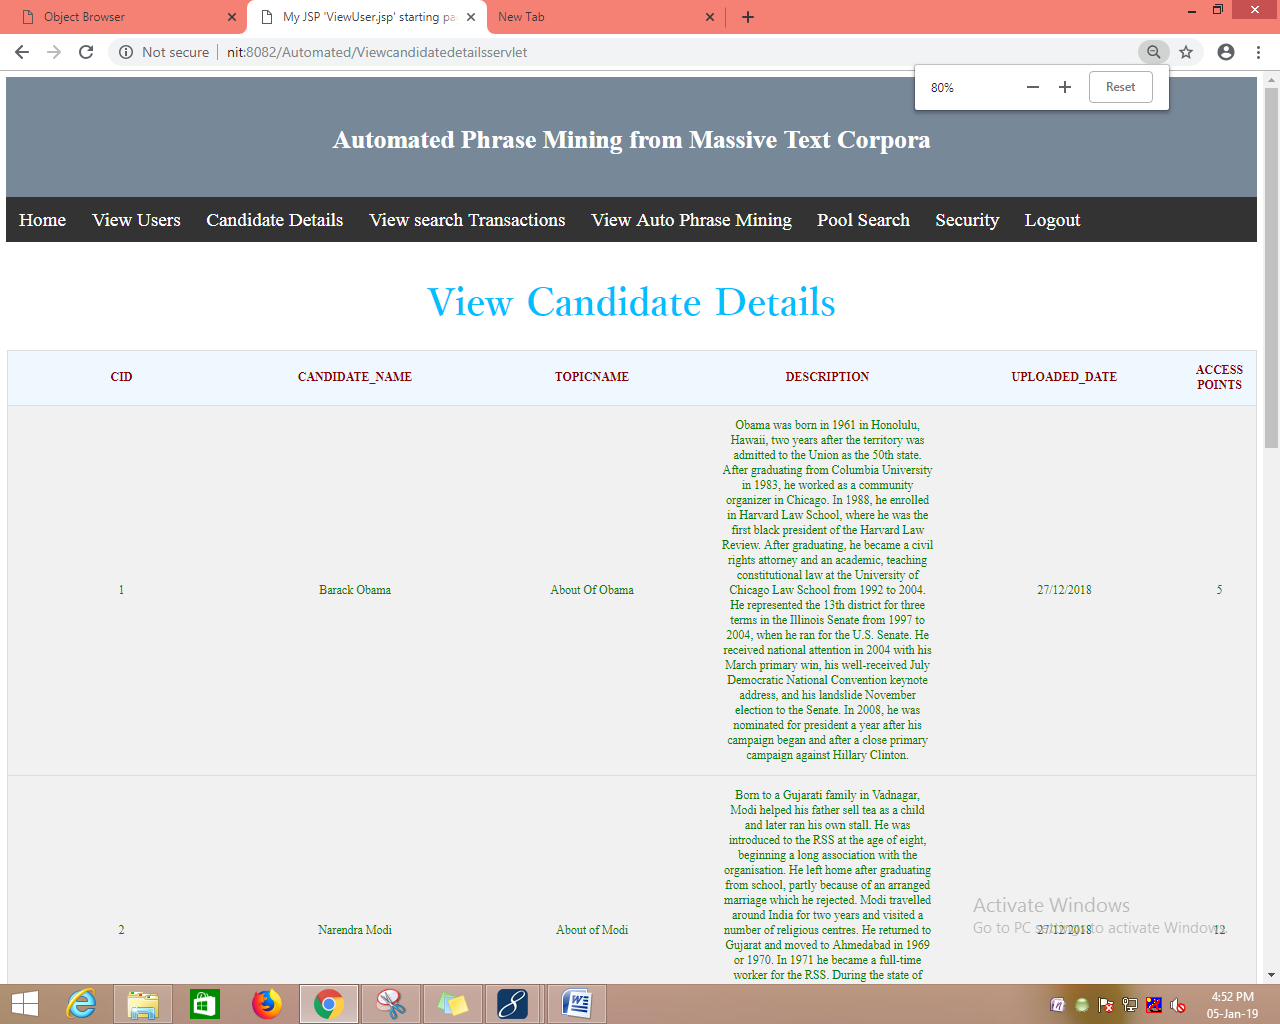 Object Browser
My JSP 'ViewUser.jsp' starting pa
New Tab
Not secure
nit:8082/Automated/Viewcandidatedetailsservlet
80%
Reset
Automated Phrase Mining from Massive Text Corpora
Home View Users Candidate Details View search Transactions View Auto Phrase Mining Pool Search Security Logout
View Candidate Details
CID CANDIDATE_NAME TOPICNAME DESCRIPTION UPLOADED_DATE ACCESS POINTS
1
Barack Obama
About Of Obama
Obama was born in 1961 in Honolulu,
Hawaii, two years after the territory was
admitted to the Union as the 50th state.
After graduating from Columbia University
in 1983, he worked as a community
organizer in Chicago. In 1988, he enrolled
in Harvard Law School, where he was the
first black president of the Harvard Law
Review. After graduating, he became a civil
rights attorney and an academic, teaching
constitutional law at the University of
Chicago Law School from 1992 to 2004.
He represented the 13th district for three
terms in the Illinois Senate from 1997 to
2004, when he ran for the U.S. Senate. He
received national attention in 2004 with his
March primary win, his well-received July
Democratic National Convention keynote
address, and his landslide November
election to the Senate. In 2008, he was
nominated for president a year after his
campaign began and after a close primary
campaign against Hillary Clinton.
27/12/2018
5
2
Narendra Modi
About of Modi
Born to a Gujarati family in Vadnagar,
Modi helped his father sell tea as a child
and later ran his own stall. He was
introduced to the RSS at the age of eight,
beginning a long association with the
organisation. He left home after graduating
from school, partly because of an arranged
marriage which he rejected. Modi travelled
around India for two years and visited a
number of religious centres. He returned to
Gujarat and moved to Ahmedabad in 1969
or 1970. In 1971 he became a full-time
worker for the RSS. During the state of
27/12/2018
12
Activate Windows
Go to PC settings to activate Windows.
4:52 PM
05-Jan-19